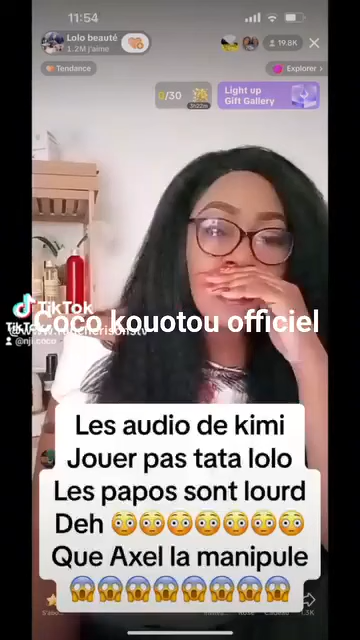 11:54
Lolo beauté
1.2M j'aime
19.8K
Tendance
Explorer >
0/30
3h22m
Light up
Gift Gallery
TikTok
coco kouotou officiel
@nji.coco
Les audio de kimi
Jouer pas tata lolo
Les papos sont lourd
Deh 😳😳😳😳😳😳😳
Que Axel la manipule
😱😱😱😱😱😱😱😱